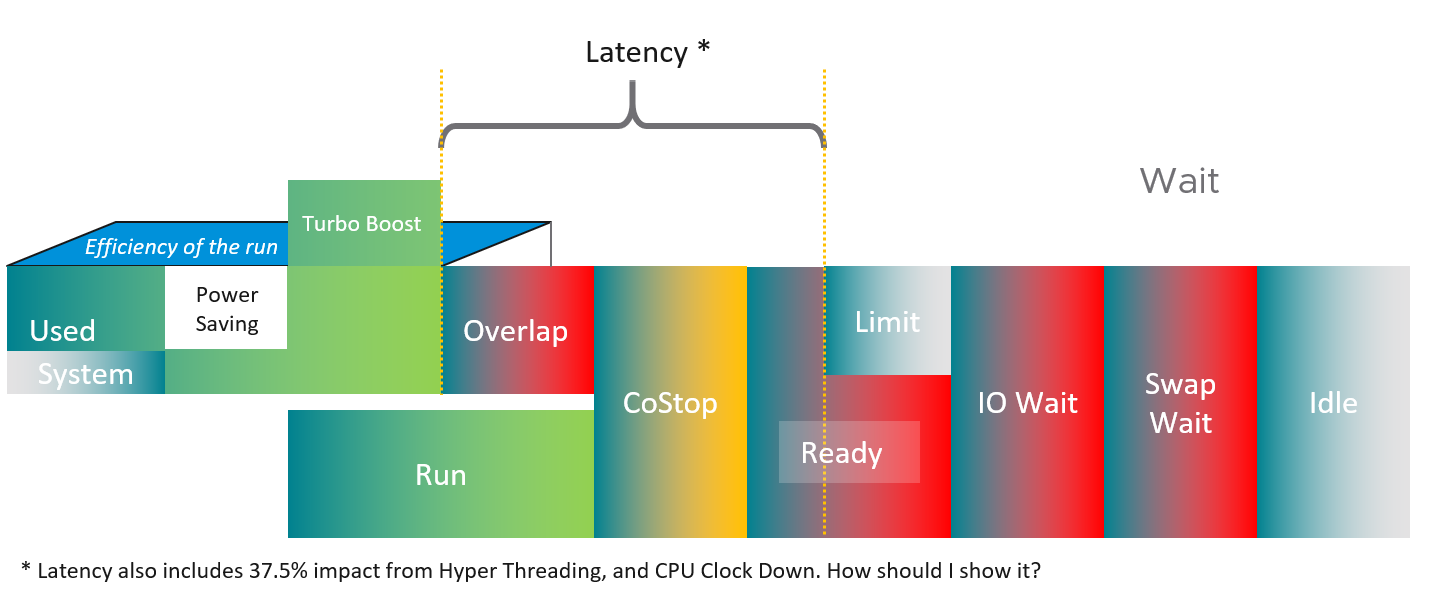 Latency *
Wait
Turbo Boost
Efficiency of the run
Power
Saving
Used
System
Overlap
Limit
CoStop
IO Wait
Swap
Wait
Idle
Ready
Run
* Latency also includes 37.5% impact from Hyper Threading, and CPU Clock Down. How should I show it?